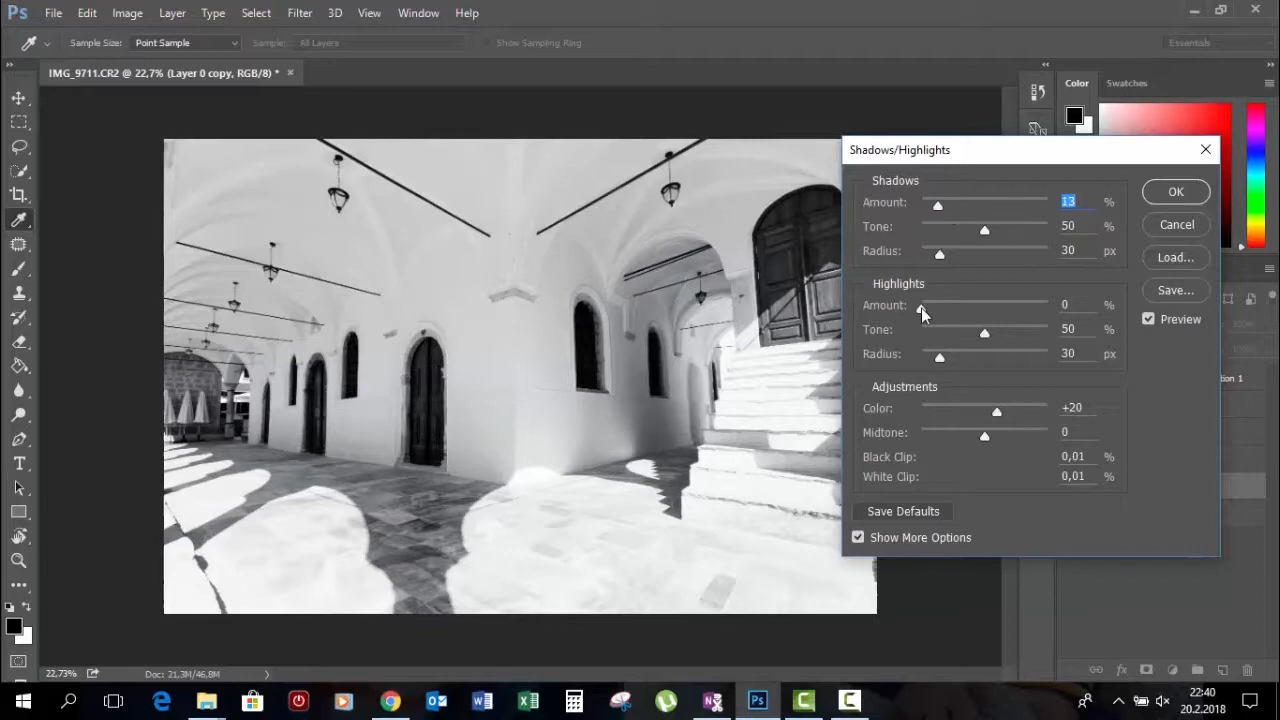 Ps File Edit Image Layer Type Select Filter 3D View Window Help
Sample Size: Point Sample Sample: All Layers Show Sampling Ring Essentials
IMG_9711.CR2 @ 22,7% (Layer 0 copy, RGB/8) * ×
Color Swatches
Shadows/Highlights
Shadows
Amount: 13 %
Tone: 50 %
Radius: 30 px
Highlights
Amount: 0 %
Tone: 50 %
Radius: 30 px
Adjustments
Color: +20
Midtone: 0
Black Clip: 0,01 %
White Clip: 0,01 %
Save Defaults
Show More Options
OK
Cancel
Load...
Save...
Preview
22,73% Doc: 21,3M/46,8M
22:40
20.2.2018